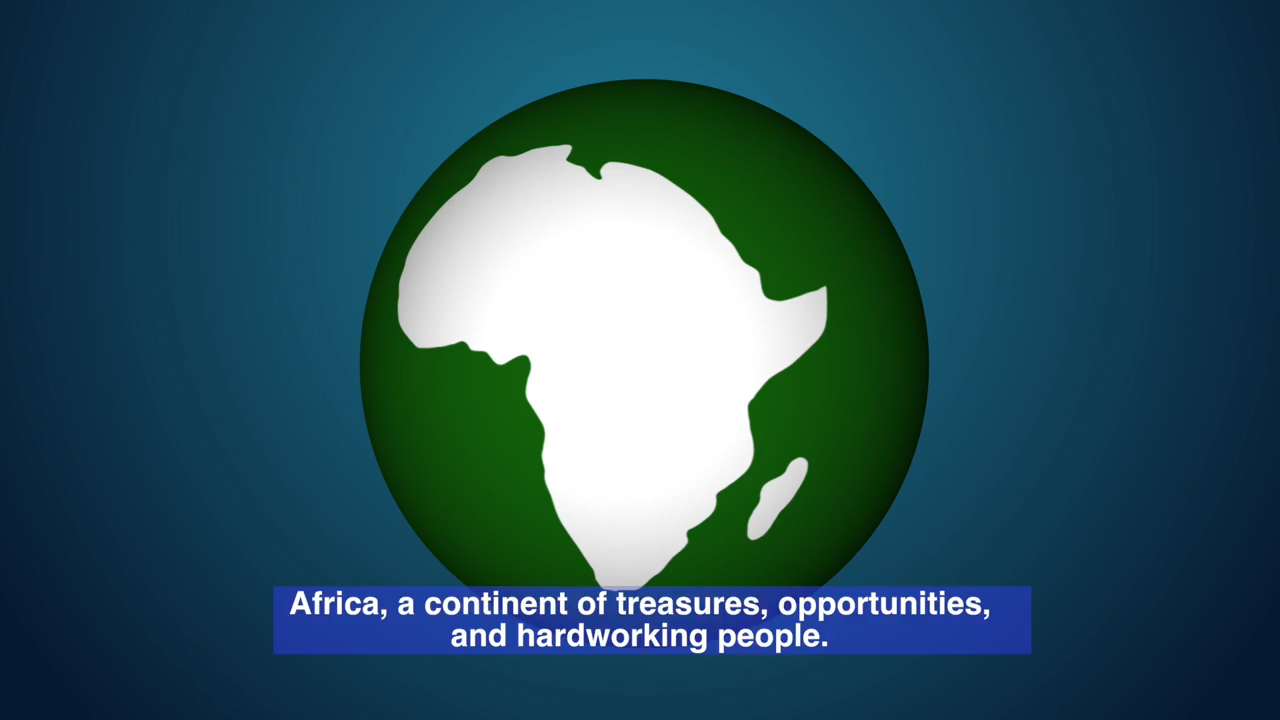 Africa, a continent of treasures, opportunities,
and hardworking people.